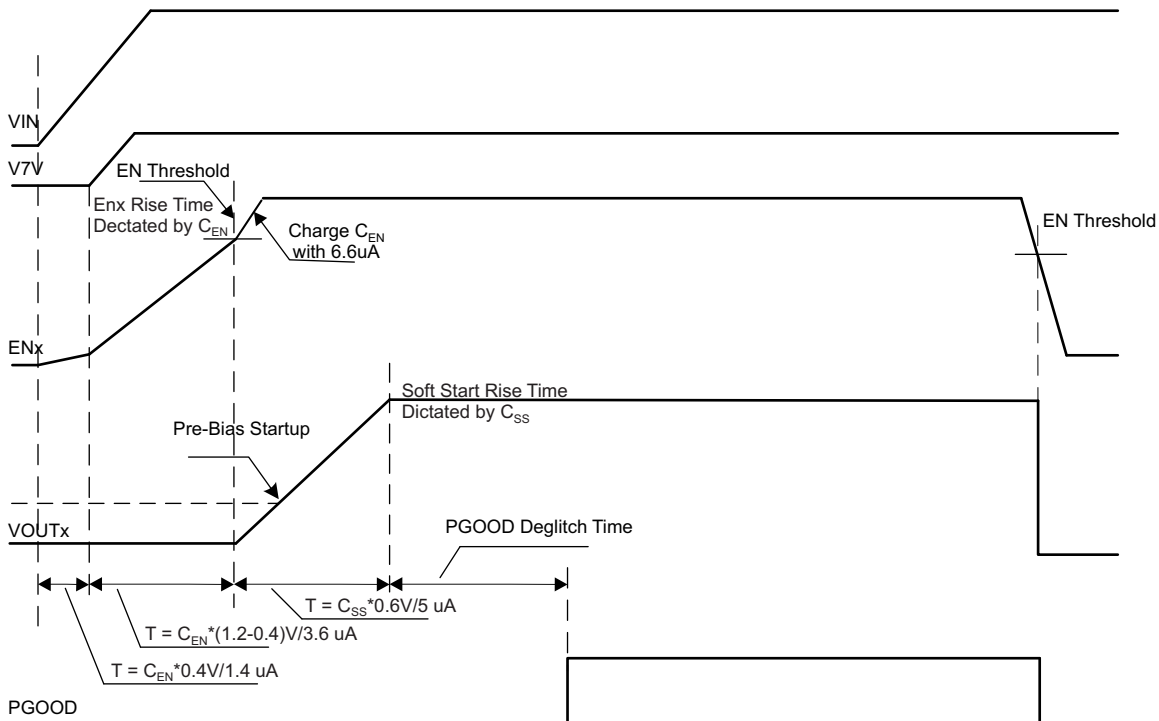 VIN
V7V
EN Threshold
Enx Rise Time
Dectated by C_EN
Charge C_EN
with 6.6uA
EN Threshold
ENx
Soft Start Rise Time
Dictated by C_SS
Pre-Bias Startup
VOUTx
PGOOD Deglitch Time
T = C_SS*0.6V/5 uA
T = C_EN*(1.2-0.4)V/3.6 uA
T = C_EN*0.4V/1.4 uA
PGOOD